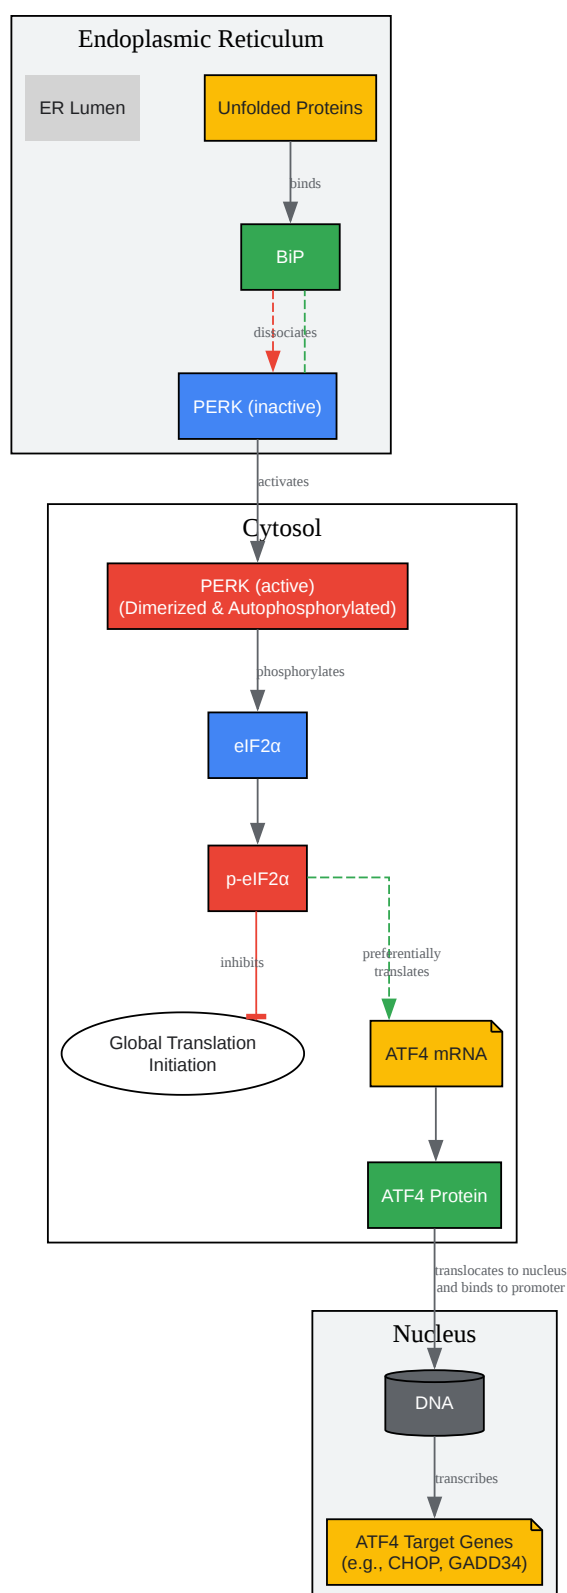 Endoplasmic Reticulum
ER Lumen
Unfolded Proteins
binds
BiP
dissociates
PERK (inactive)
activates
Cytosol
PERK (active)
(Dimerized & Autophosphorylated)
phosphorylates
eIF2α
p-eIF2α
inhibits
preferentially
translates
Global Translation
Initiation
ATF4 mRNA
ATF4 Protein
translocates to nucleus
and binds to promoter
Nucleus
DNA
transcribes
ATF4 Target Genes
(e.g., CHOP, GADD34)